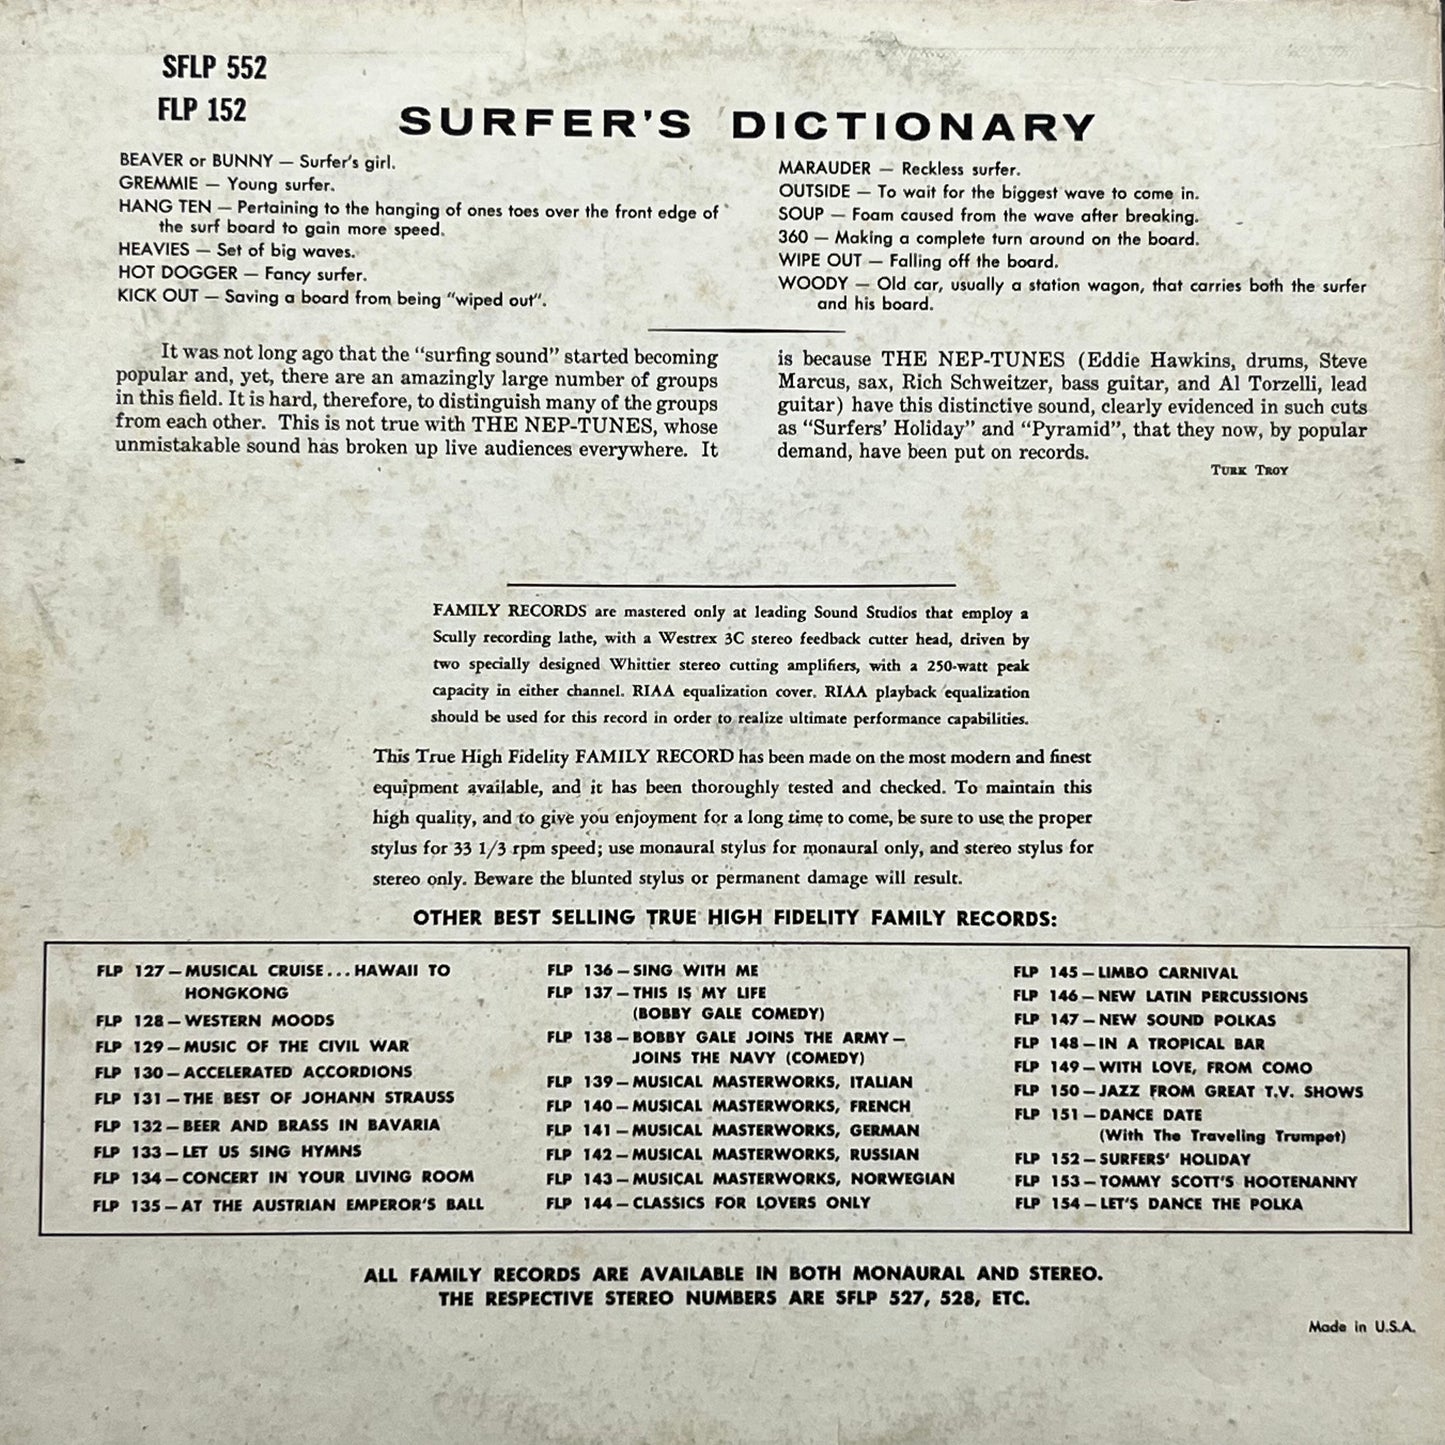 SFLP 552
FLP 152
SURFER'S DICTIONARY
BEAVER or BUNNY — Surfer's girl.
GREMMIE — Young surfer.
HANG TEN — Pertaining to the hanging of ones toes over the front edge of
the surf board to gain more speed.
HEAVIES — Set of big waves.
HOT DOGGER — Fancy surfer.
KICK OUT — Saving a board from being "wiped out".
MARAUDER — Reckless surfer.
OUTSIDE — To wait for the biggest wave to come in.
SOUP — Foam caused from the wave after breaking.
360 — Making a complete turn around on the board.
WIPE OUT — Falling off the board.
WOODY — Old car, usually a station wagon, that carries both the surfer
and his board.
It was not long ago that the "surfing sound" started becoming
popular and, yet, there are an amazingly large number of groups
in this field. It is hard, therefore, to distinguish many of the groups
from each other. This is not true with THE NEP-TUNES, whose
unmistakable sound has broken up live audiences everywhere. It
is because THE NEP-TUNES (Eddie Hawkins, drums, Steve
Marcus, sax, Rich Schweitzer, bass guitar, and Al Torzelli, lead
guitar) have this distinctive sound, clearly evidenced in such cuts
as "Surfers' Holiday" and "Pyramid", that they now, by popular
demand, have been put on records.
TURK TROY
FAMILY RECORDS are mastered only at leading Sound Studios that employ a
Scully recording lathe, with a Westrex 3C stereo feedback cutter head, driven by
two specially designed Whittier stereo cutting amplifiers, with a 250-watt peak
capacity in either channel. RIAA equalization cover. RIAA playback equalization
should be used for this record in order to realize ultimate performance capabilities.
This True High Fidelity FAMILY RECORD has been made on the most modern and finest
equipment available, and it has been thoroughly tested and checked. To maintain this
high quality, and to give you enjoyment for a long time to come, be sure to use the proper
stylus for 33 1/3 rpm speed; use monaural stylus for monaural only, and stereo stylus for
stereo only. Beware the blunted stylus or permanent damage will result.
OTHER BEST SELLING TRUE HIGH FIDELITY FAMILY RECORDS:
FLP 127—MUSICAL CRUISE...HAWAII TO
HONGKONG
FLP 128—WESTERN MOODS
FLP 129—MUSIC OF THE CIVIL WAR
FLP 130—ACCELERATED ACCORDIONS
FLP 131—THE BEST OF JOHANN STRAUSS
FLP 132—BEER AND BRASS IN BAVARIA
FLP 133—LET US SING HYMNS
FLP 134—CONCERT IN YOUR LIVING ROOM
FLP 135—AT THE AUSTRIAN EMPEROR'S BALL
FLP 136—SING WITH ME
FLP 137—THIS IS MY LIFE
(BOBBY GALE COMEDY)
FLP 138—BOBBY GALE JOINS THE ARMY—
JOINS THE NAVY (COMEDY)
FLP 139—MUSICAL MASTERWORKS, ITALIAN
FLP 140—MUSICAL MASTERWORKS, FRENCH
FLP 141—MUSICAL MASTERWORKS, GERMAN
FLP 142—MUSICAL MASTERWORKS, RUSSIAN
FLP 143—MUSICAL MASTERWORKS, NORWEGIAN
FLP 144—CLASSICS FOR LOVERS ONLY
FLP 145—LIMBO CARNIVAL
FLP 146—NEW LATIN PERCUSSIONS
FLP 147—NEW SOUND POLKAS
FLP 148—IN A TROPICAL BAR
FLP 149—WITH LOVE, FROM COMO
FLP 150—JAZZ FROM GREAT T.V. SHOWS
FLP 151—DANCE DATE
(With The Traveling Trumpet)
FLP 152—SURFERS' HOLIDAY
FLP 153—TOMMY SCOTT'S HOOTENANNY
FLP 154—LET'S DANCE THE POLKA
ALL FAMILY RECORDS ARE AVAILABLE IN BOTH MONAURAL AND STEREO.
THE RESPECTIVE STEREO NUMBERS ARE SFLP 527, 528, ETC.
Made in U.S.A.